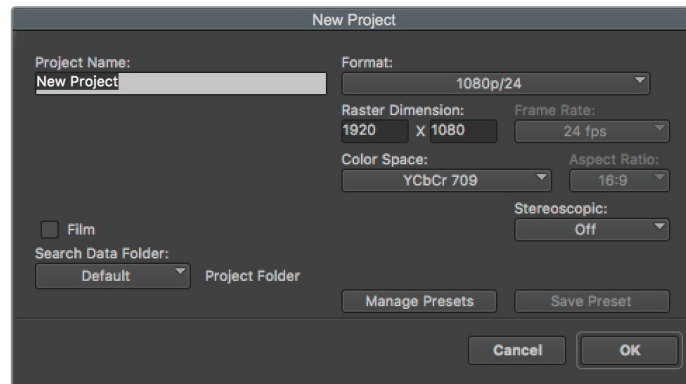 New Project
Project Name:
New Project
Format:
1080p/24
Raster Dimension:
1920 X 1080
Frame Rate:
24 fps
Color Space:
YCbCr 709
Aspect Ratio:
16:9
Stereoscopic:
Off
Film
Search Data Folder:
Default Project Folder
Manage Presets Save Preset
Cancel OK